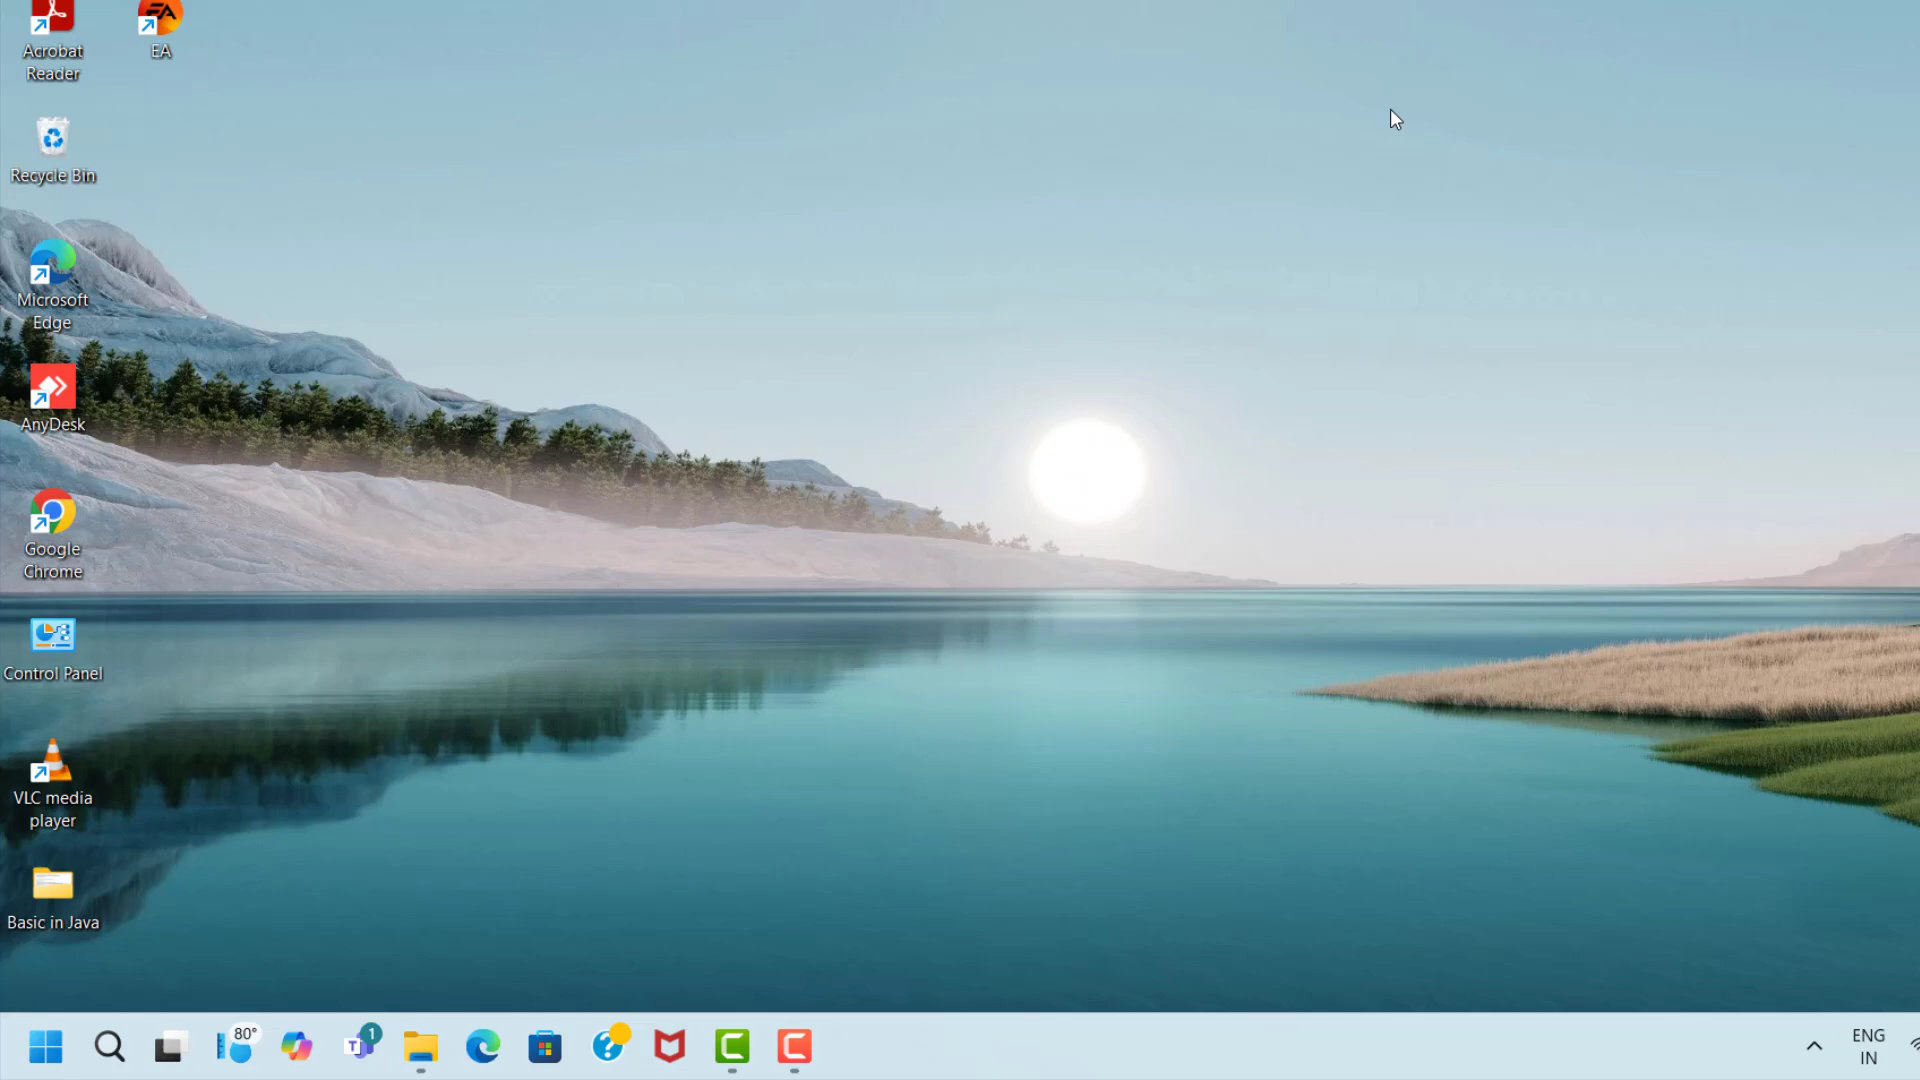 Acrobat
Reader
EA
Recycle Bin
Microsoft
Edge
AnyDesk
Google
Chrome
Control Panel
VLC media
player
Basic in Java
80°
T
1
ENG
IN